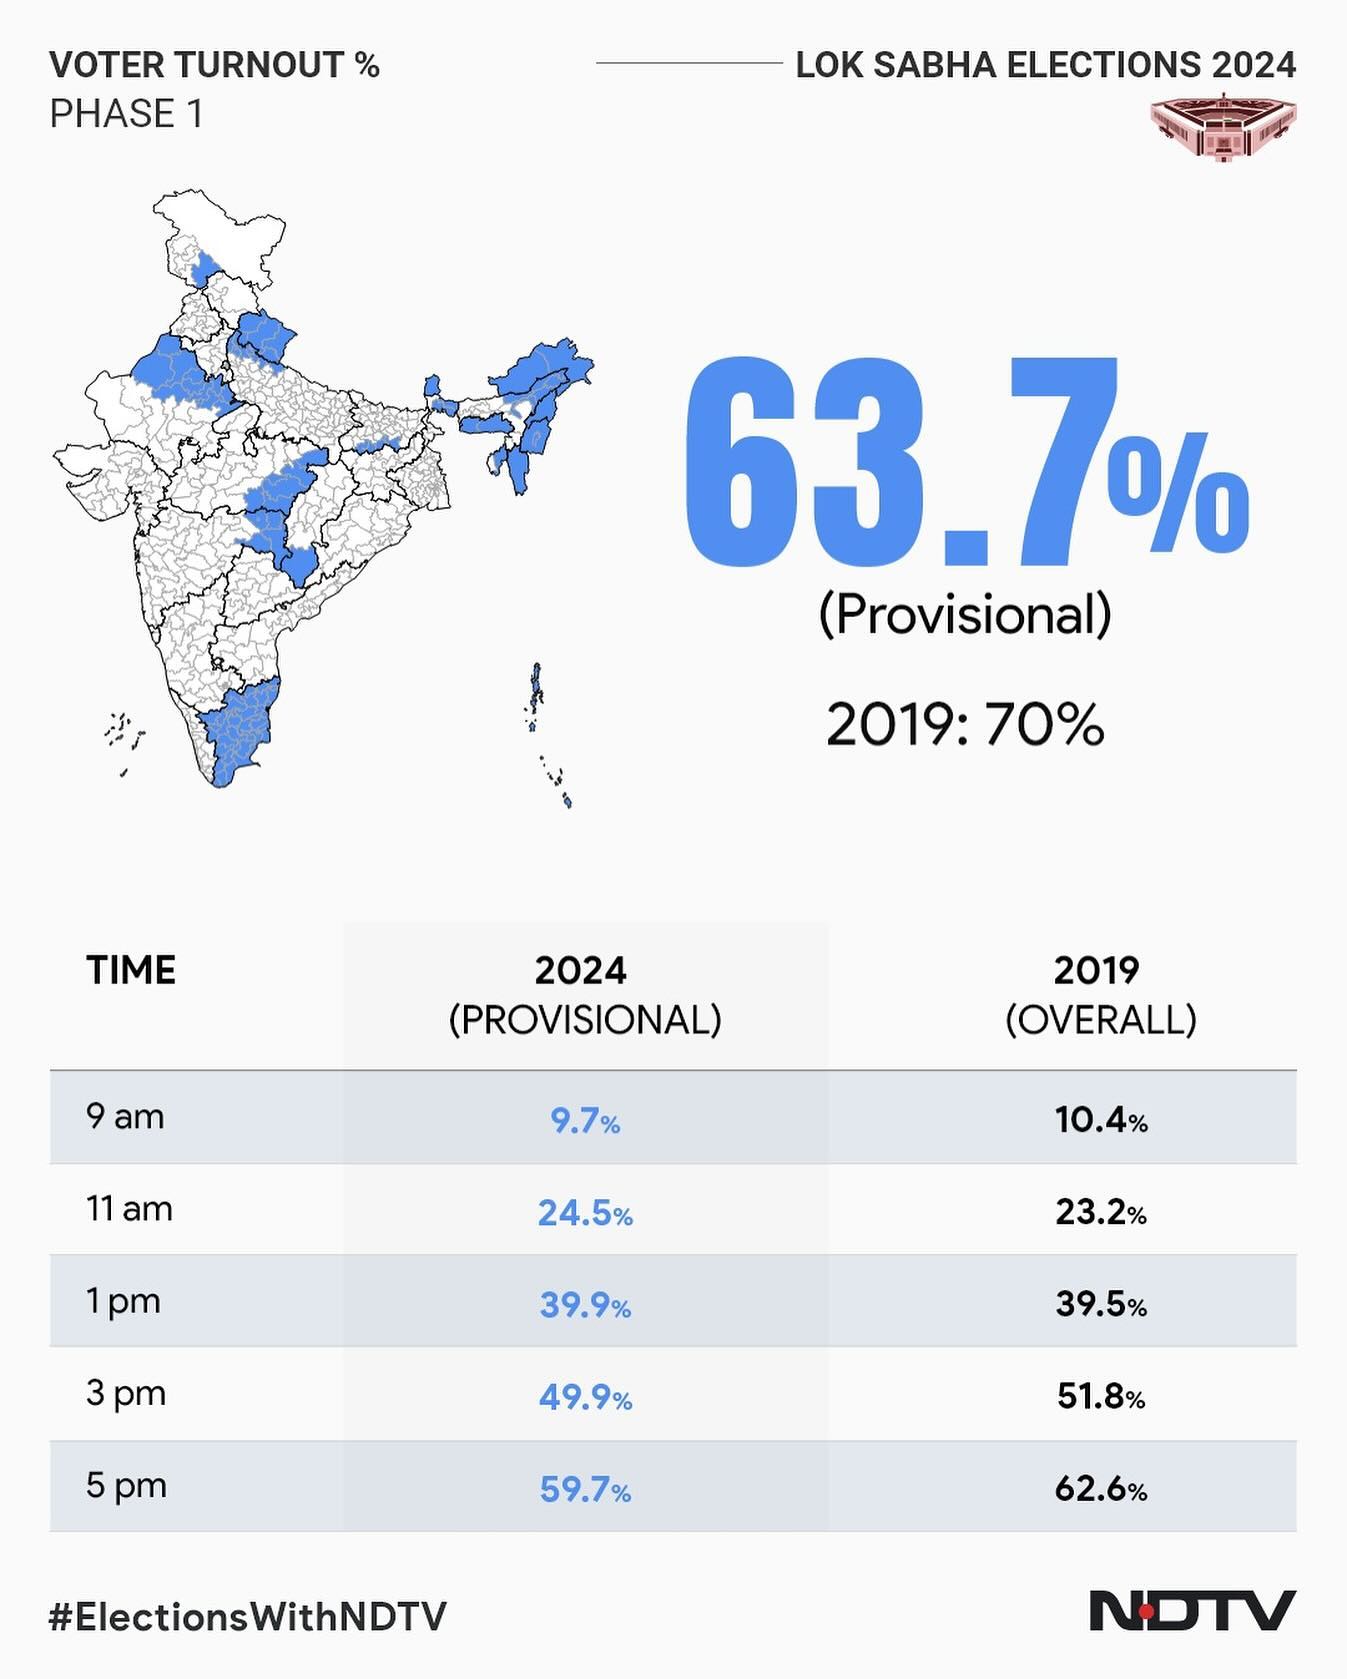 VOTER TURNOUT %
PHASE 1
LOK SABHA ELECTIONS 2024
63.7%
(Provisional)
2019: 70%
TIME 2024 2019
(PROVISIONAL) (OVERALL)
9 am 9.7% 10.4%
11 am 24.5% 23.2%
1 pm 39.9% 39.5%
3 pm 49.9% 51.8%
5 pm 59.7% 62.6%
#ElectionsWithNDTV
NDTV